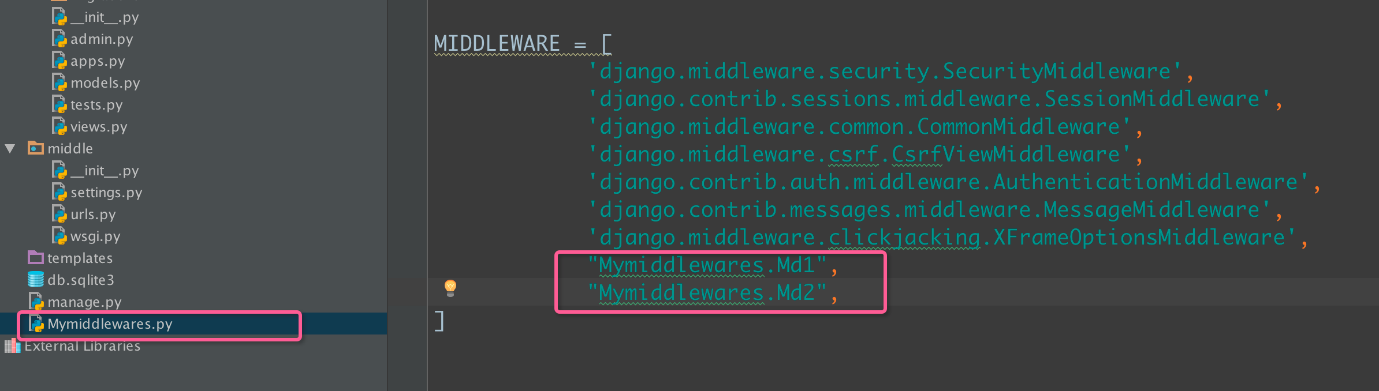 __init__.py
admin.py
apps.py
models.py
tests.py
views.py
middle
__init__.py
settings.py
urls.py
wsgi.py
templates
db.sqlite3
manage.py
Mymiddlewares.py
External Libraries
MIDDLEWARE = [
'django.middleware.security.SecurityMiddleware',
'django.contrib.sessions.middleware.SessionMiddleware',
'django.middleware.common.CommonMiddleware',
'django.middleware.csrf.CsrfViewMiddleware',
'django.contrib.auth.middleware.AuthenticationMiddleware',
'django.contrib.messages.middleware.MessageMiddleware',
'django.middleware.clickjacking.XFrameOptionsMiddleware',
"Mymiddlewares.Md1",
"Mymiddlewares.Md2",
]